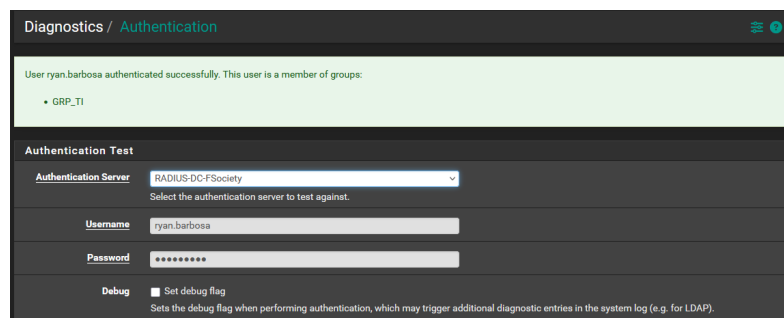 Diagnostics / Authentication
User ryan.barbosa authenticated successfully. This user is a member of groups:
• GRP_TI
Authentication Test
Authentication Server
RADIUS-DC-FSociety
Select the authentication server to test against.
Username
ryan.barbosa
Password
•••••••••
Debug
Set debug flag
Sets the debug flag when performing authentication, which may trigger additional diagnostic entries in the system log (e.g. for LDAP).